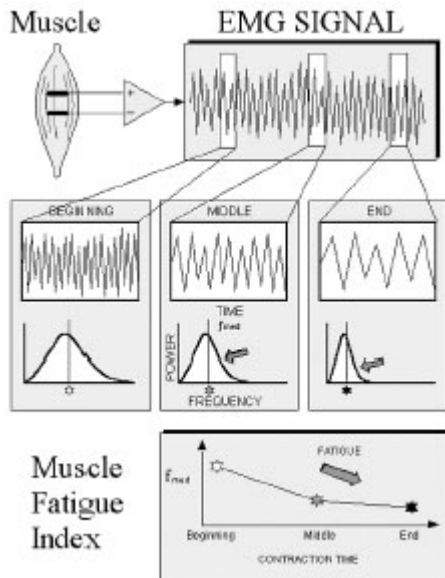 Muscle
EMG SIGNAL
+
−
BEGINNING
MIDDLE
END
TIME
fmed
POWER
FREQUENCY
Muscle
Fatigue
Index
fmed
FATIGUE
Beginning
Middle
End
CONTRACTION TIME